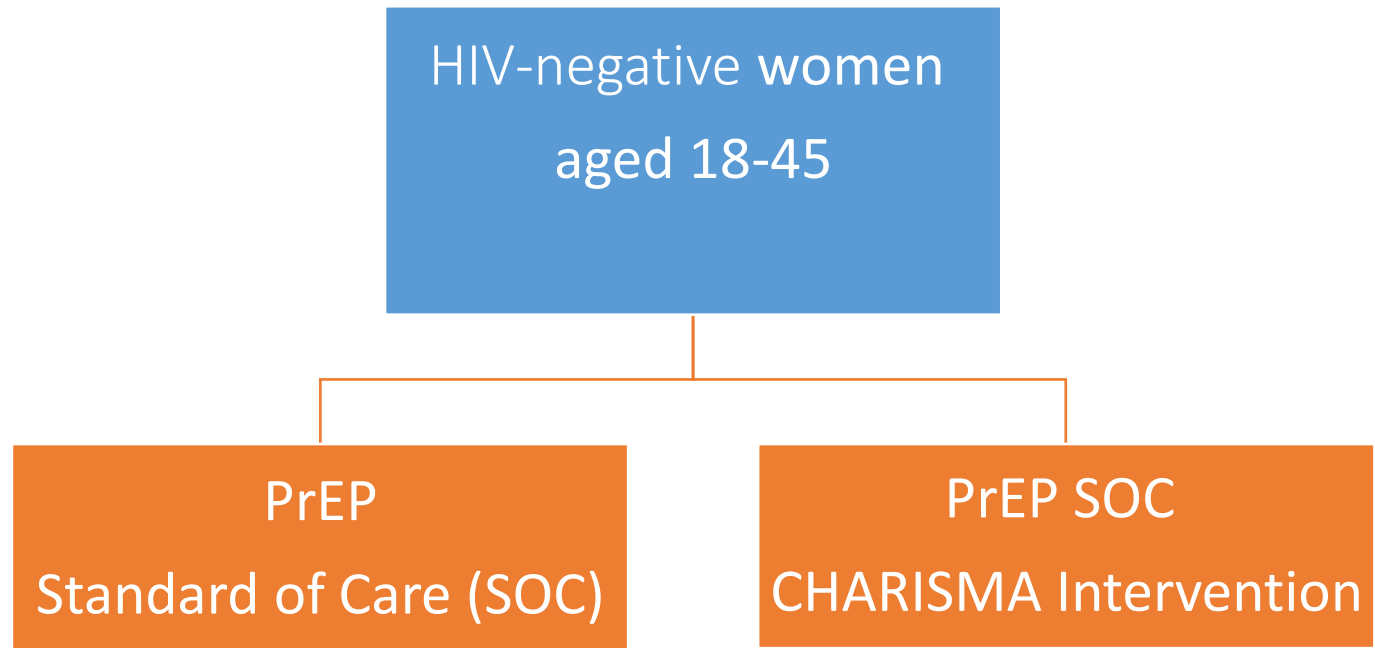 HIV-negative women
aged 18-45
PrEP
Standard of Care (SOC)
PrEP SOC
CHARISMA Intervention